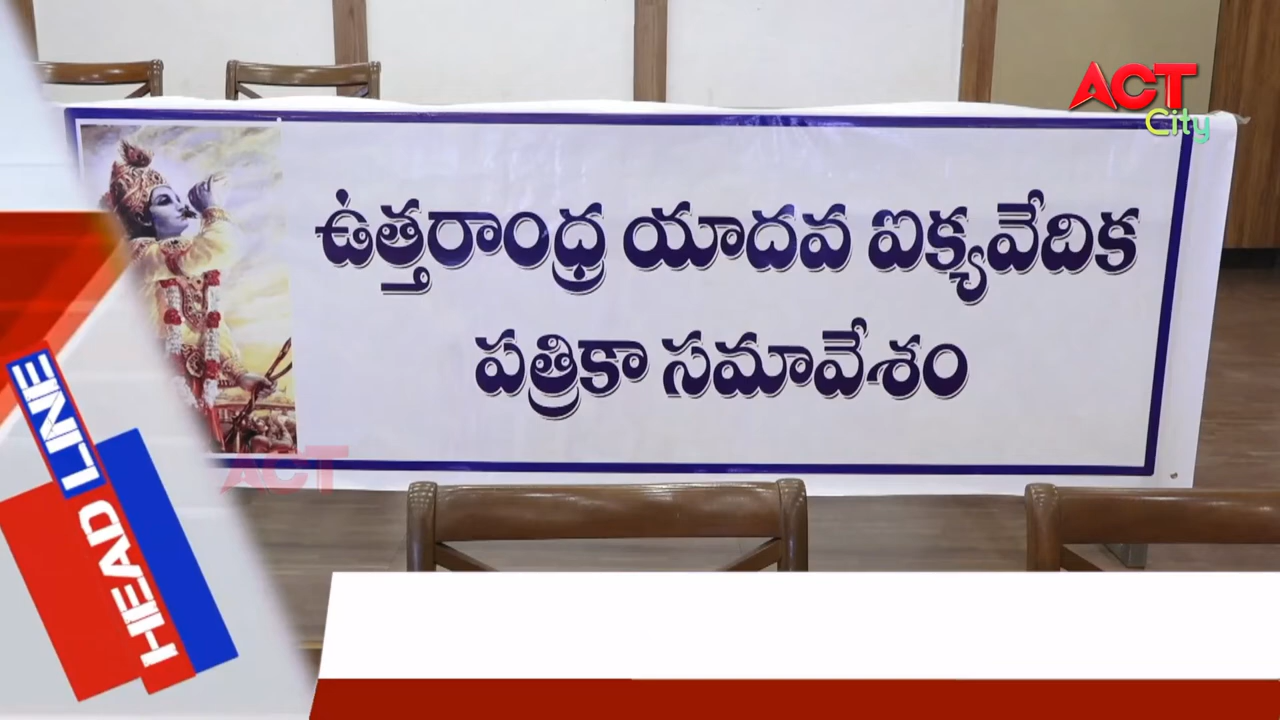 ACT
City
ఉత్తరాంధ్ర యాదవ ఐక్యవేదిక
పత్రికా సమావేశం
ACT
HEAD LINE